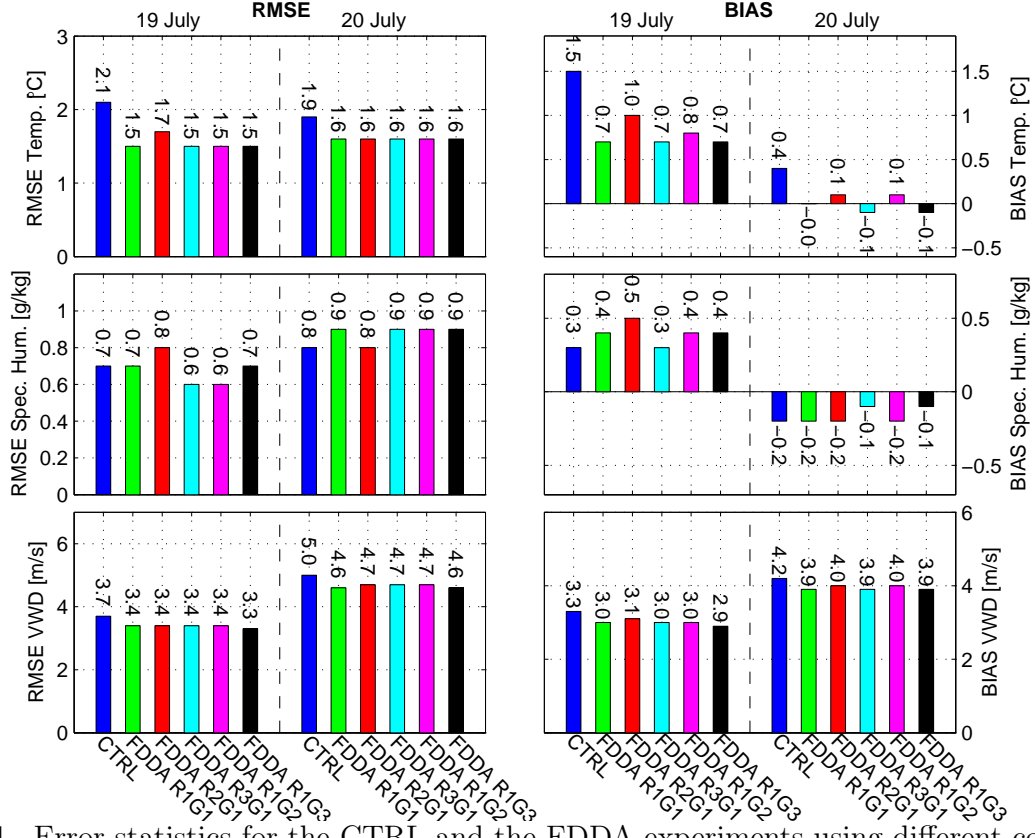 RMSE
19 July
20 July
RMSE Temp. [ºC]
3
2
1
0
2.1
1.5
1.7
1.5
1.5
1.5
1.9
1.6
1.6
1.6
1.6
1.6
RMSE Spec. Hum. [g/kg]
1
0.8
0.6
0.4
0.2
0
0.7
0.7
0.8
0.6
0.6
0.7
0.8
0.9
0.8
0.9
0.9
0.9
RMSE VWD [m/s]
6
4
2
0
3.7
3.4
3.4
3.4
3.4
3.3
5.0
4.6
4.7
4.7
4.7
4.6
CTRL
FDDA R1G1
FDDA R2G1
FDDA R3G1
FDDA R1G2
FDDA R1G3
CTRL
FDDA R1G1
FDDA R2G1
FDDA R3G1
FDDA R1G2
FDDA R1G3
BIAS
19 July
20 July
1.5
0.7
1.0
0.7
0.8
0.7
0.4
−0.0
0.1
−0.1
0.1
−0.1
1.5
1
0.5
0
−0.5
BIAS Temp. [ºC]
0.3
0.4
0.5
0.3
0.4
0.4
−0.2
−0.2
−0.2
−0.1
−0.2
−0.1
0.5
0
−0.5
BIAS Spec. Hum. [g/kg]
3.3
3.0
3.1
3.0
3.0
2.9
4.2
3.9
4.0
3.9
4.0
3.9
6
4
2
0
BIAS VWD [m/s]
CTRL
FDDA R1G1
FDDA R2G1
FDDA R3G1
FDDA R1G2
FDDA R1G3
CTRL
FDDA R1G1
FDDA R2G1
FDDA R3G1
FDDA R1G2
FDDA R1G3
Error statistics for the CTRL and the FDDA experiments using different